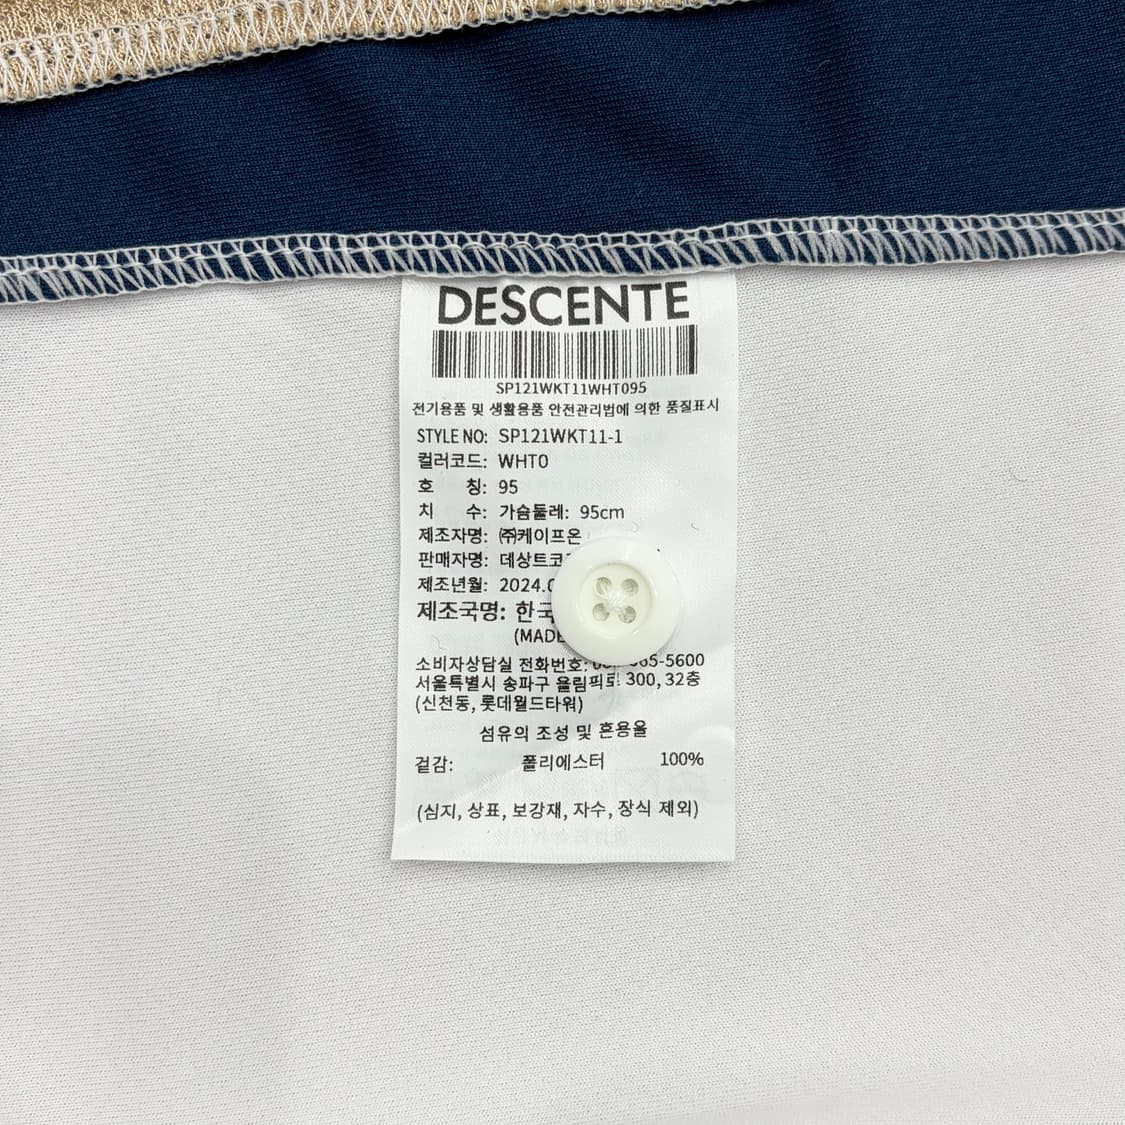 DESCENTE
SP121WKT11WHT095
전기용품 및 생활용품 안전관리법에 의한 품질표시
STYLE NO: SP121WKT11-1
컬러코드: WHT0
호 칭: 95
치 수: 가슴둘레: 95cm
제조자명: ㈜케이프온
판매자명: 데상트코
제조년월: 2024.
제조국명: 한국
(MADE
소비자상담실 전화번호: 65-5600
서울특별시 송파구 올림픽로 300, 32층
(신천동, 롯데월드타워)
섬유의 조성 및 혼용율
겉감: 폴리에스터 100%
(심지, 상표, 보강재, 자수, 장식 제외)